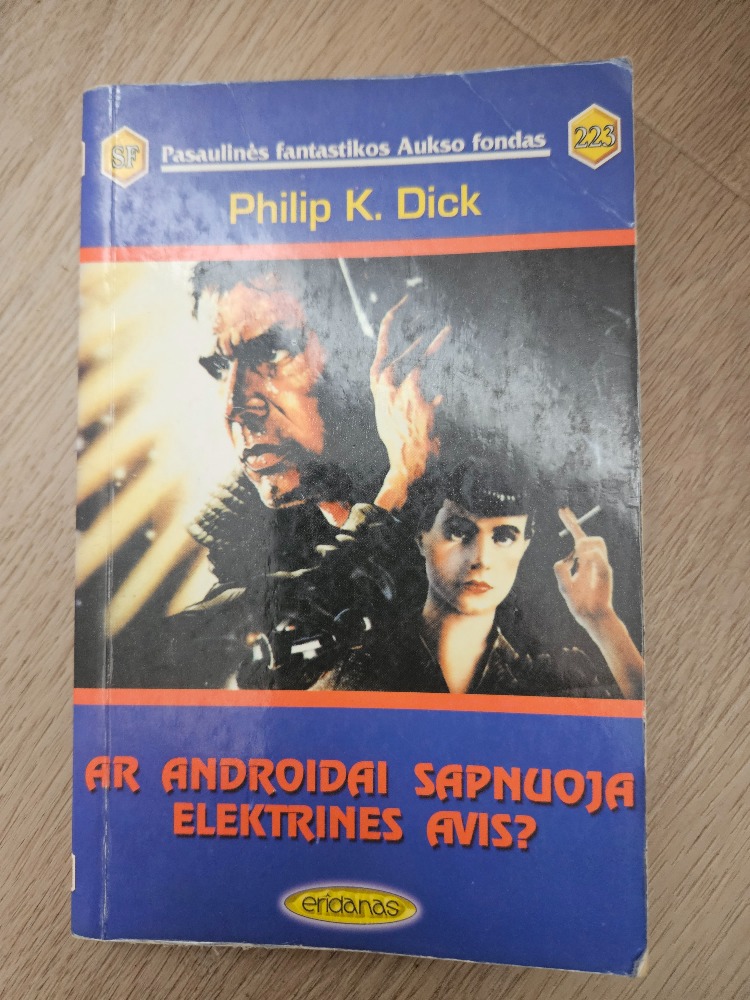 SF
Pasaulinės fantastikos Aukso fondas
223
Philip K. Dick
AR ANDROIDAI SAPNUOJA
ELEKTRINES AVIS?
eridanas